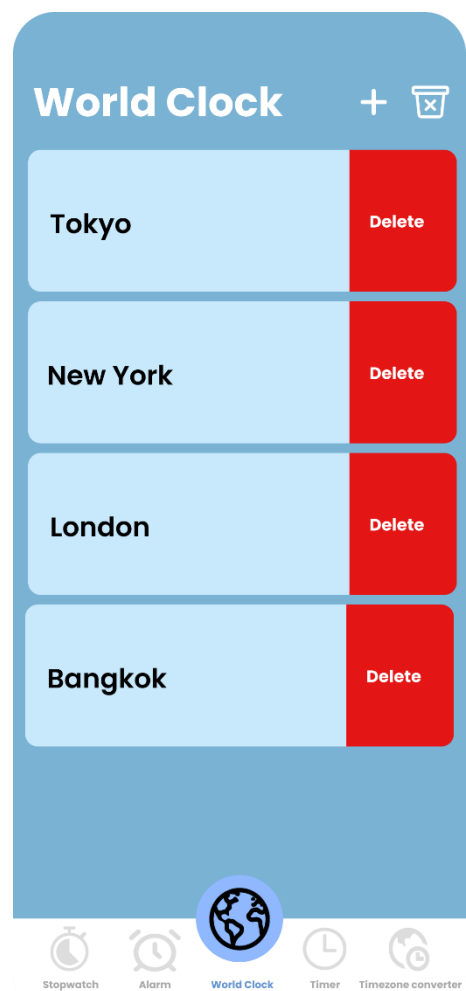 World Clock
Tokyo
Delete
New York
Delete
London
Delete
Bangkok
Delete
Stopwatch
Alarm
World Clock
Timer
Timezone converter